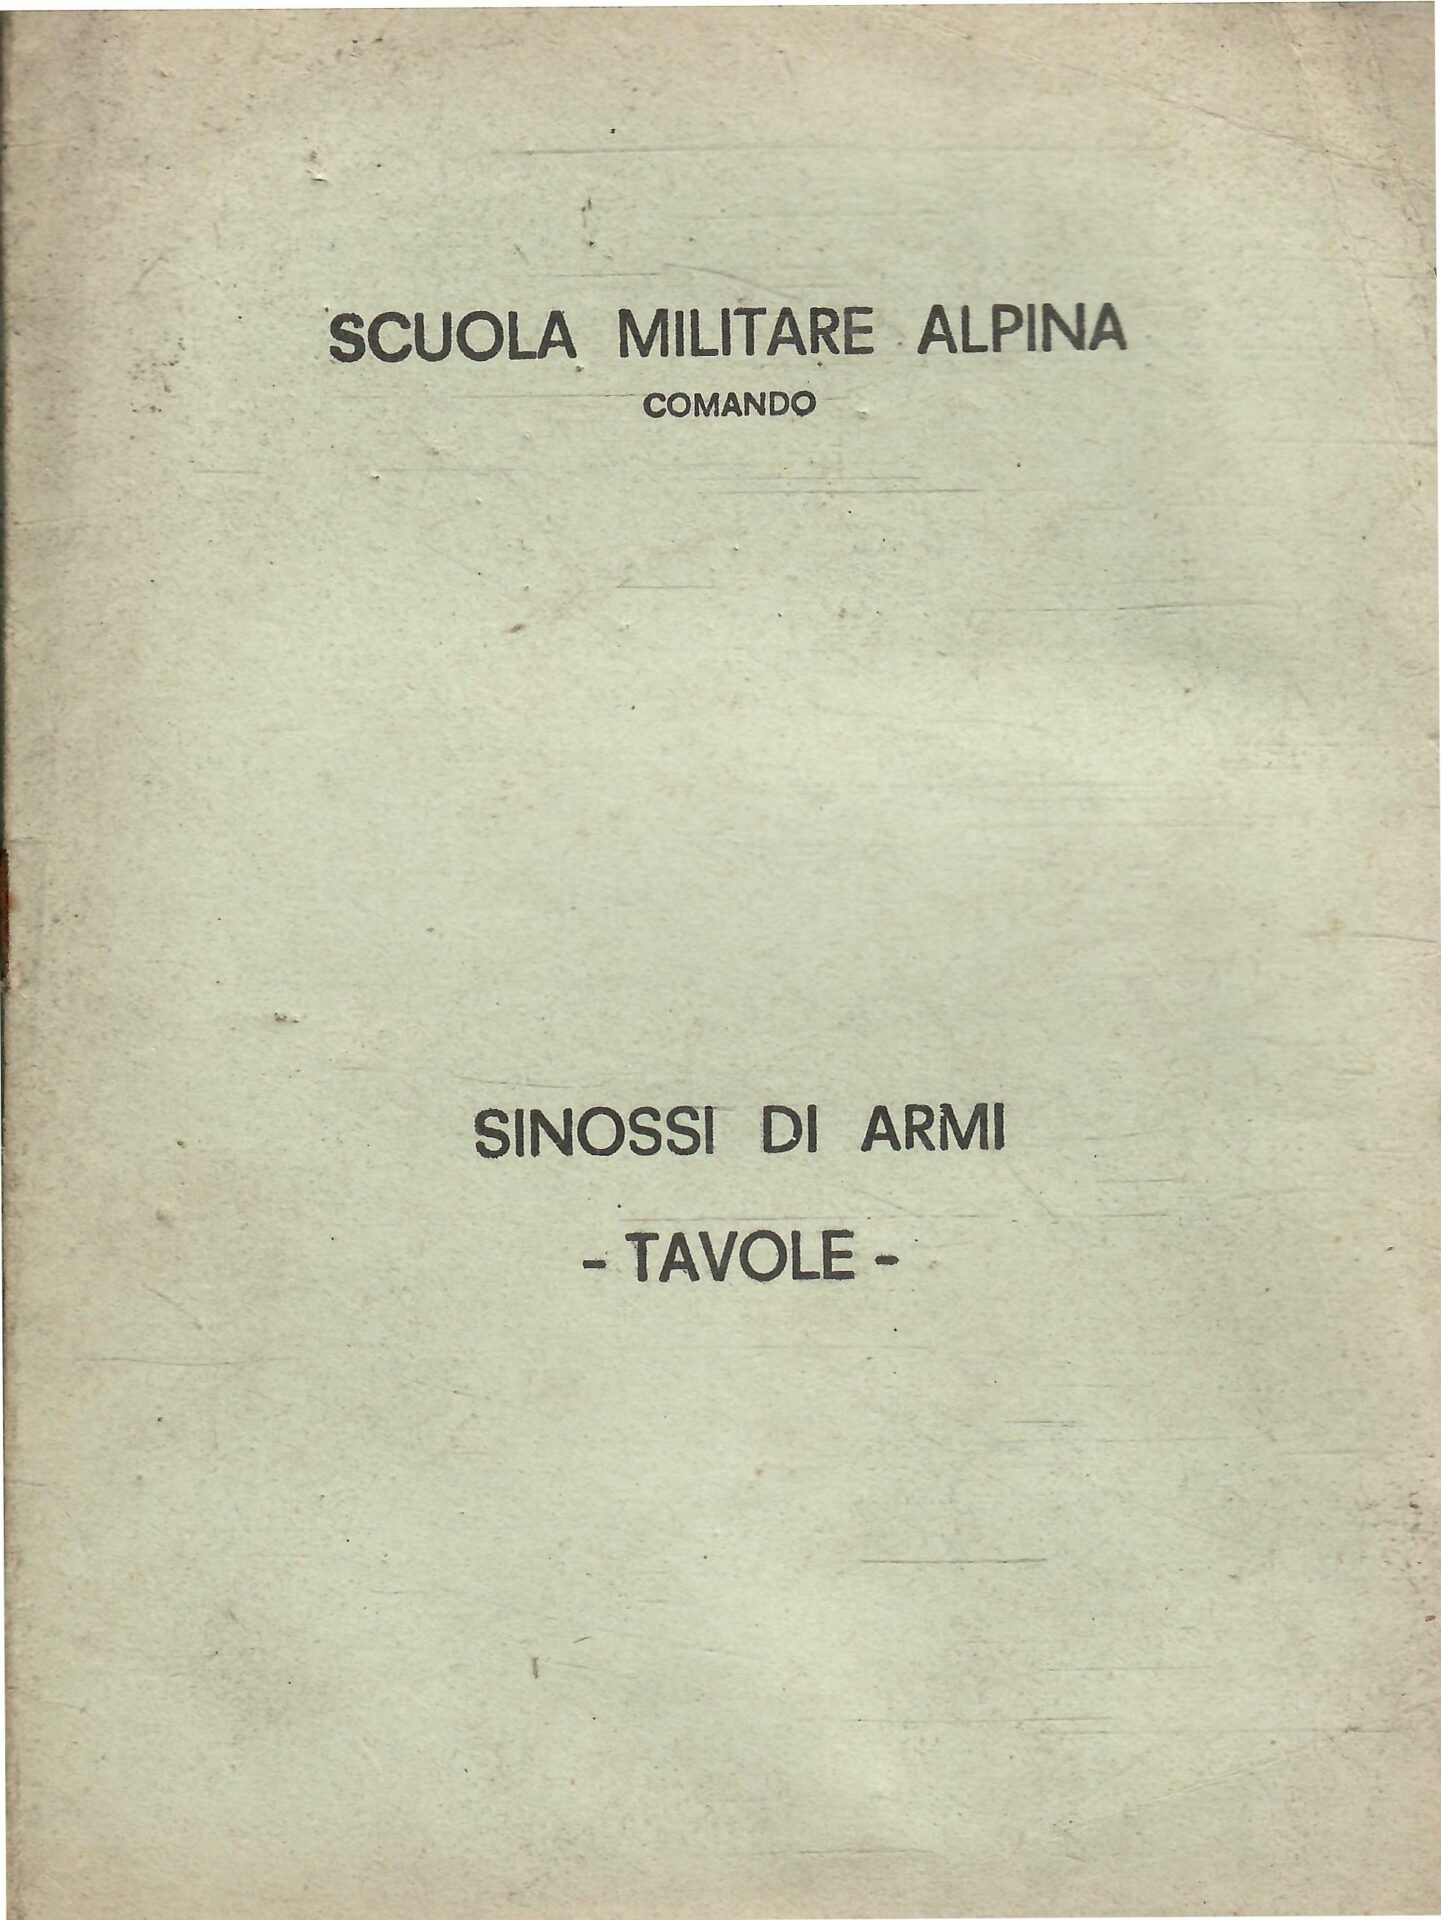 SCUOLA MILITARE ALPINA
COMANDO
SINOSSI DI ARMI
- TAVOLE -